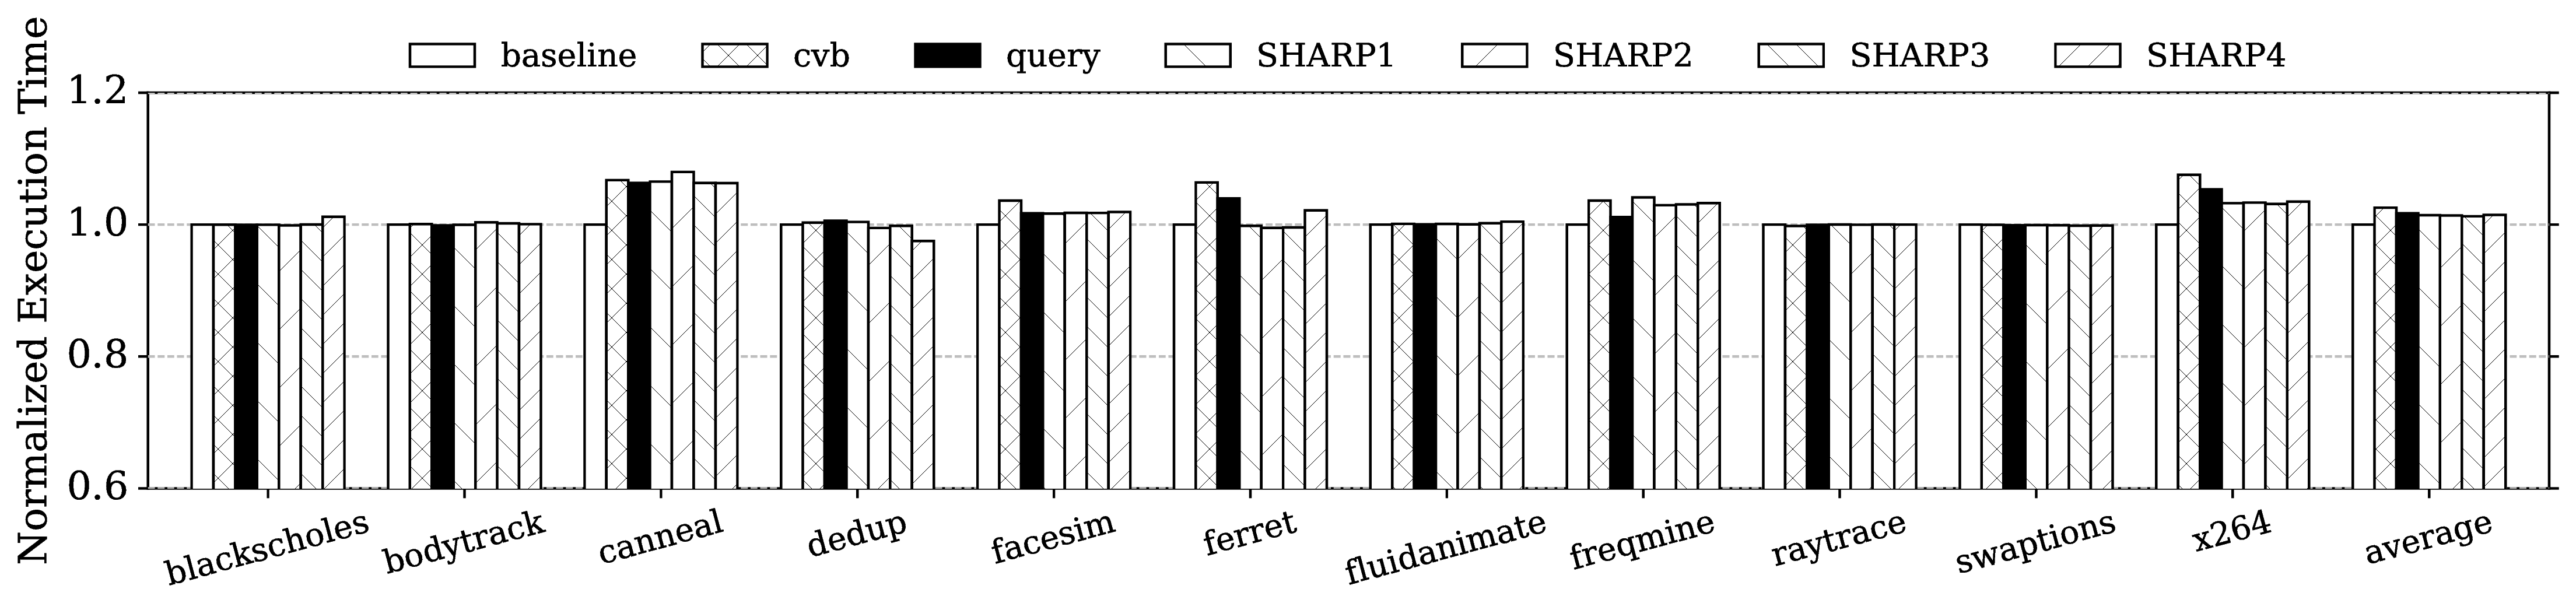 baseline cvb query SHARP1 SHARP2 SHARP3 SHARP4
Normalized Execution Time
1.2
1.0
0.8
0.6
blackscholes bodytrack canneal dedup facesim ferret fluidanimate freqmine raytrace swaptions x264 average